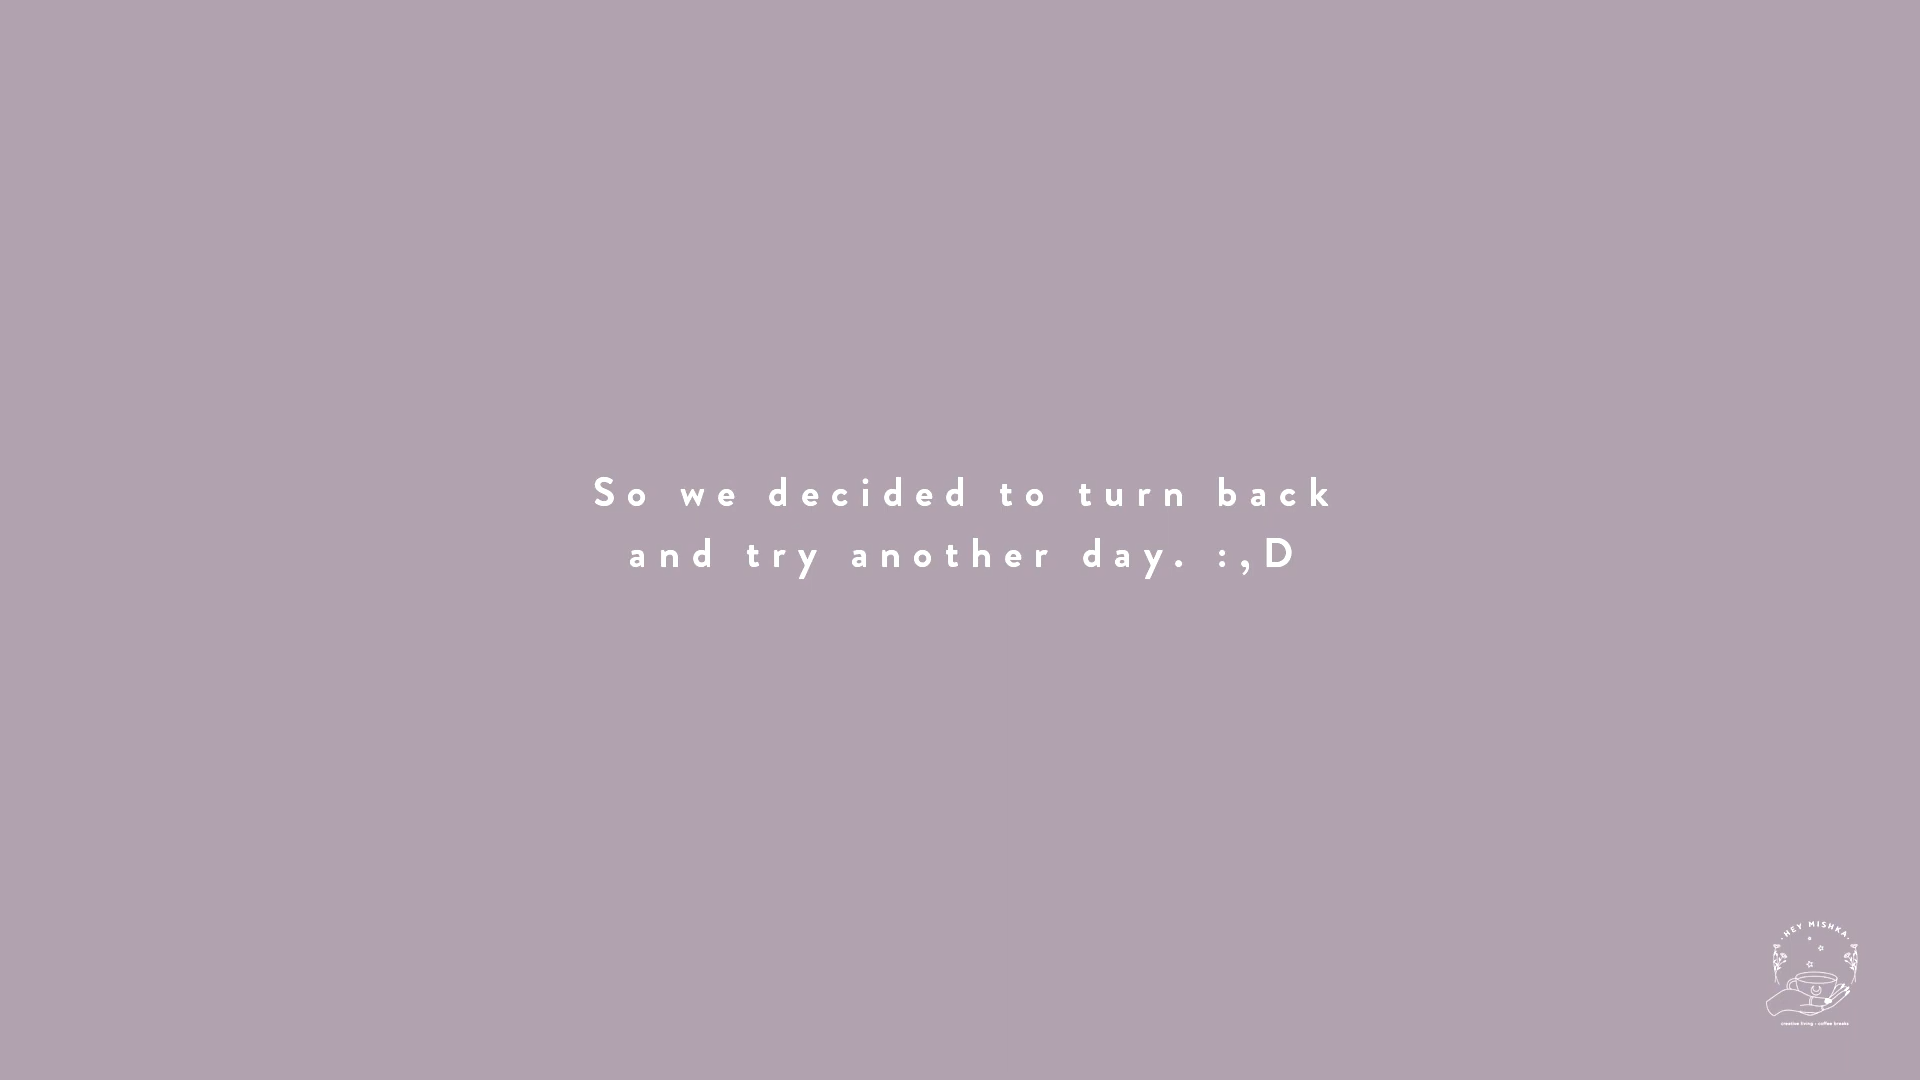 So we decided to turn back
and try another day. :,D
·HEY MISHKA·
creative living · coffee breaks